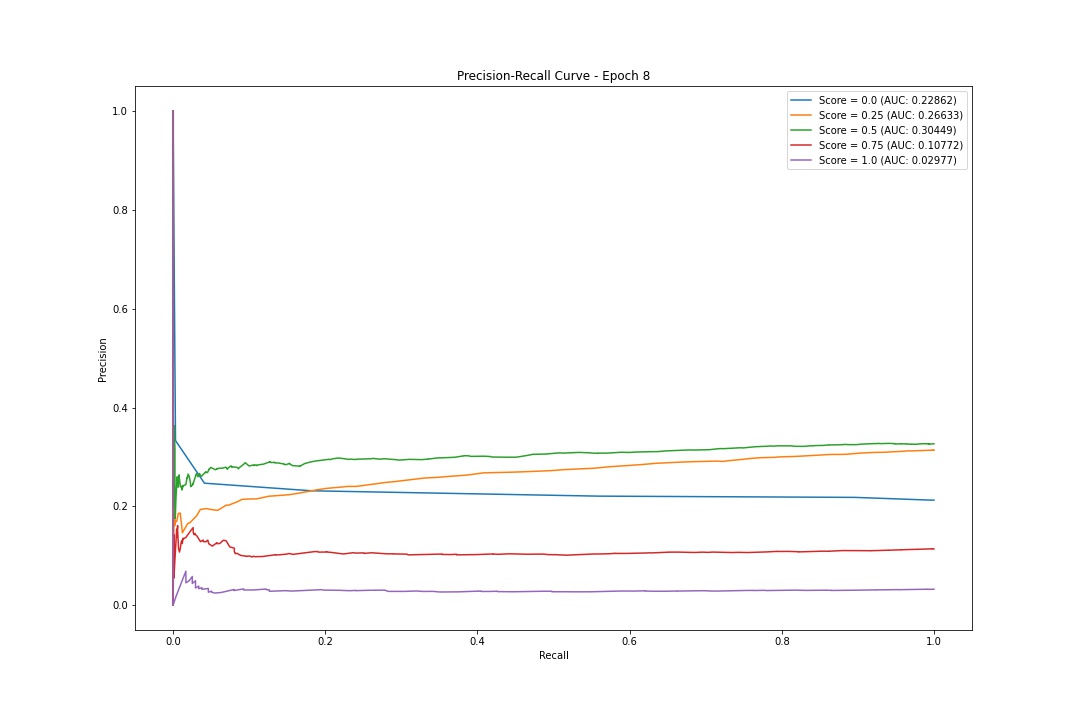 Precision-Recall Curve - Epoch 8
Score = 0.0 (AUC: 0.22862)
Score = 0.25 (AUC: 0.26633)
Score = 0.5 (AUC: 0.30449)
Score = 0.75 (AUC: 0.10772)
Score = 1.0 (AUC: 0.02977)
1.0
0.8
0.6
0.4
0.2
0.0
Precision
0.0 0.2 0.4 0.6 0.8 1.0
Recall